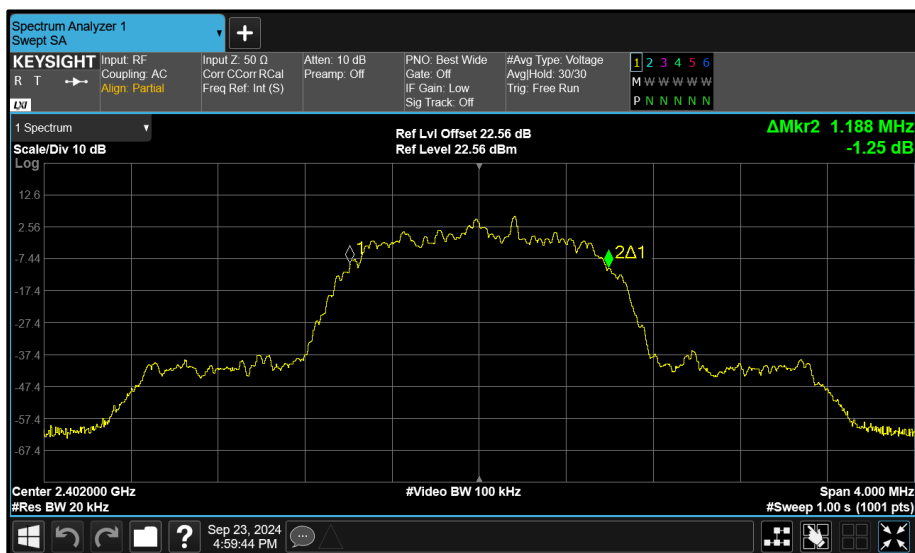 Spectrum Analyzer 1
Swept SA
KEYSIGHT
R T
LXI
Input: RF
Coupling: AC
Align: Partial
Input Z: 50 Ω
Corr CCorr RCal
Freq Ref: Int (S)
Atten: 10 dB
Preamp: Off
PNO: Best Wide
Gate: Off
IF Gain: Low
Sig Track: Off
#Avg Type: Voltage
Avg|Hold: 30/30
Trig: Free Run
1 2 3 4 5 6
M W W W W W
P N N N N N
1 Spectrum
Scale/Div 10 dB
Log
Ref Lvl Offset 22.56 dB
Ref Level 22.56 dBm
ΔMkr2 1.188 MHz
-1.25 dB
12.6
2.56
-7.44
-17.4
-27.4
-37.4
-47.4
-57.4
-67.4
1
2Δ1
Center 2.402000 GHz
#Res BW 20 kHz
#Video BW 100 kHz
Span 4.000 MHz
#Sweep 1.00 s (1001 pts)
?
Sep 23, 2024
4:59:44 PM